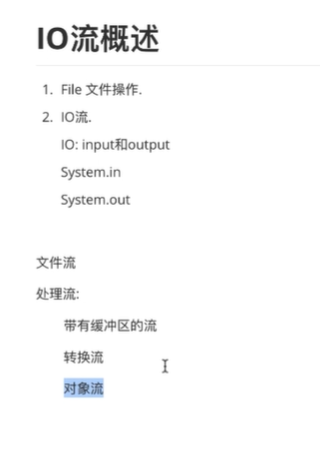 IO流概述
1. File 文件操作.
2. IO流.
IO: input和output
System.in
System.out
文件流
处理流:
带有缓冲区的流
转换流
对象流